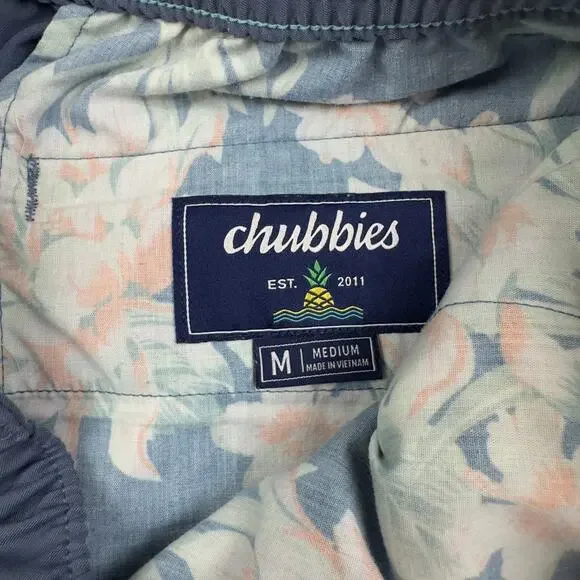 chubbies
EST. 2011
M MEDIUM
MADE IN VIETNAM